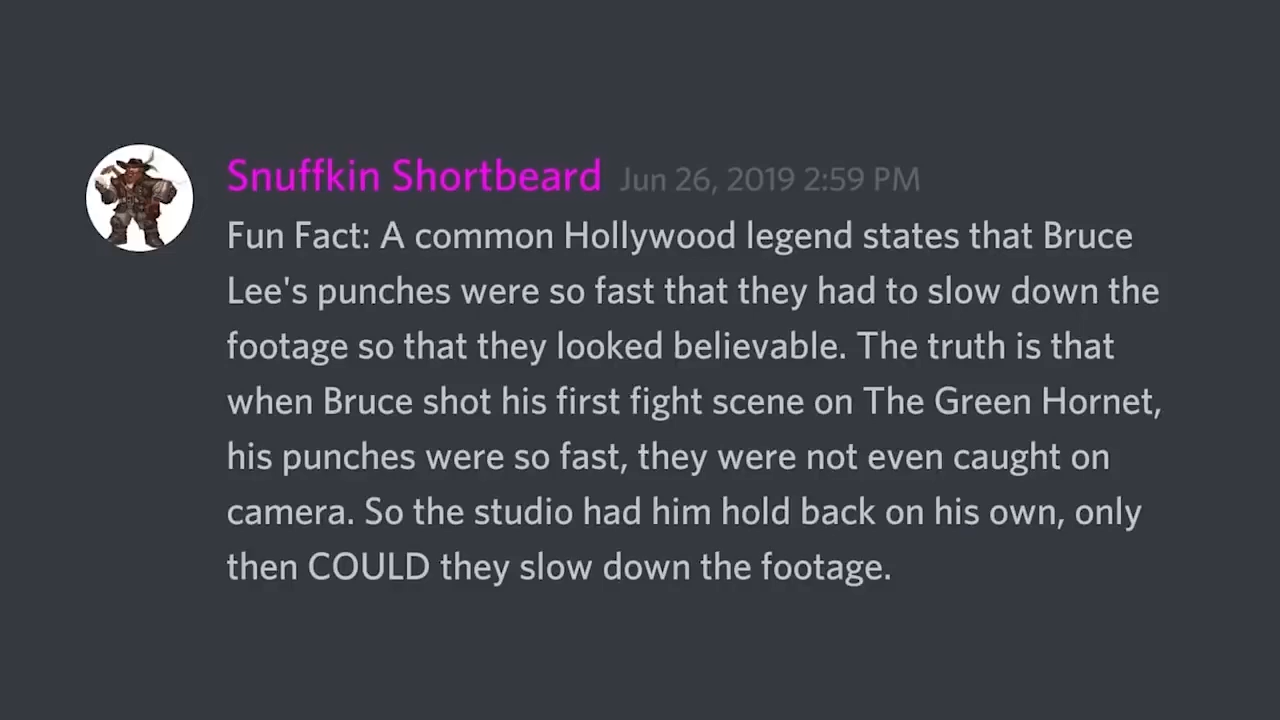 Snuffkin Shortbeard Jun 26, 2019 2:59 PM
Fun Fact: A common Hollywood legend states that Bruce
Lee's punches were so fast that they had to slow down the
footage so that they looked believable. The truth is that
when Bruce shot his first fight scene on The Green Hornet,
his punches were so fast, they were not even caught on
camera. So the studio had him hold back on his own, only
then COULD they slow down the footage.